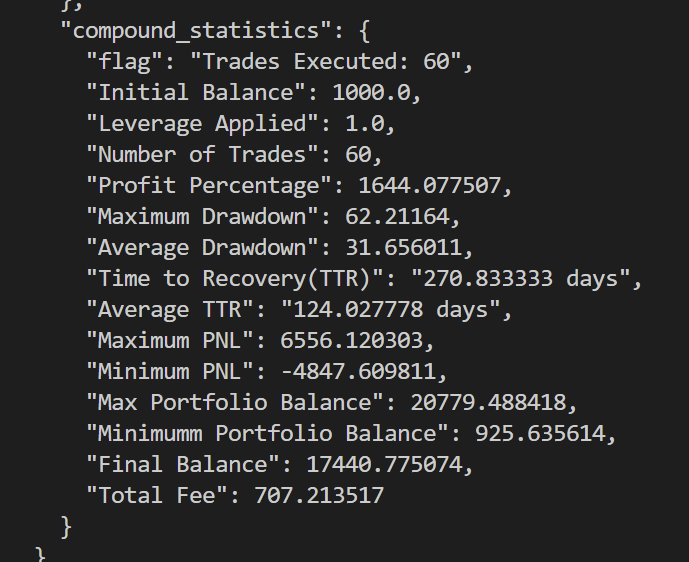 },
"compound_statistics": {
"flag": "Trades Executed: 60",
"Initial Balance": 1000.0,
"Leverage Applied": 1.0,
"Number of Trades": 60,
"Profit Percentage": 1644.077507,
"Maximum Drawdown": 62.21164,
"Average Drawdown": 31.656011,
"Time to Recovery(TTR)": "270.833333 days",
"Average TTR": "124.027778 days",
"Maximum PNL": 6556.120303,
"Minimum PNL": -4847.609811,
"Max Portfolio Balance": 20779.488418,
"Minimumm Portfolio Balance": 925.635614,
"Final Balance": 17440.775074,
"Total Fee": 707.213517
}
}